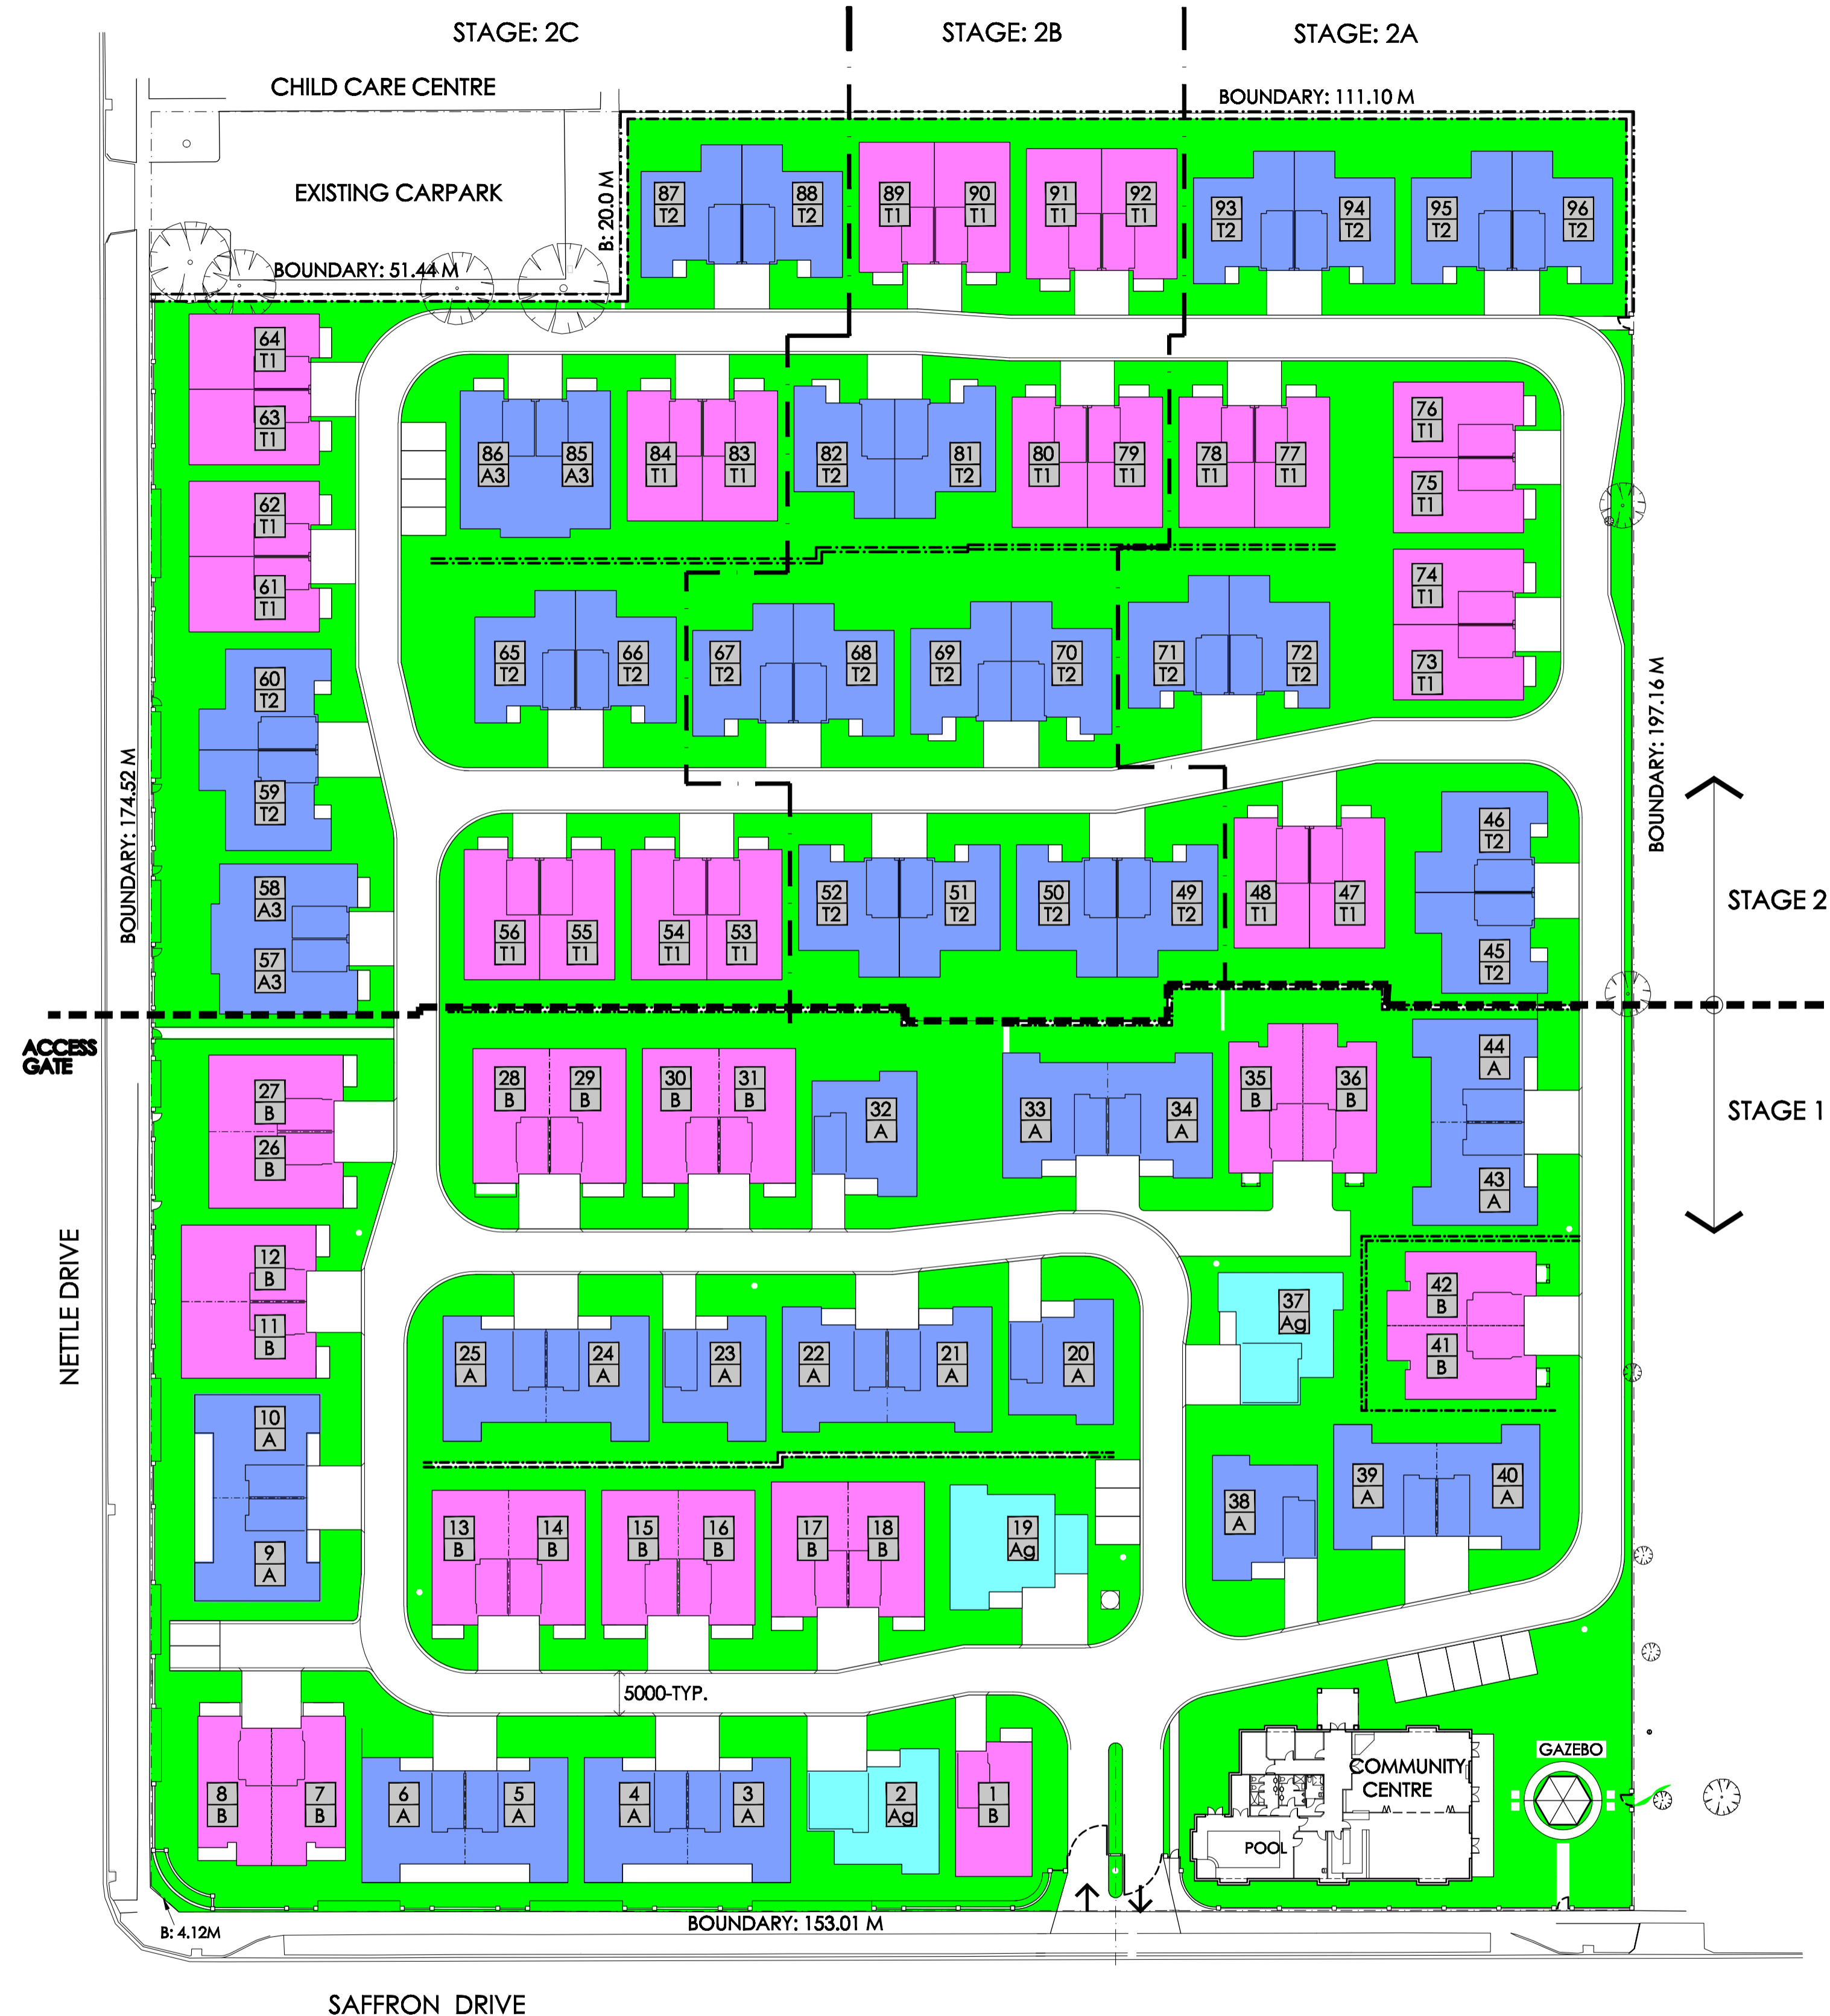 STAGE: 2C
STAGE: 2B
STAGE: 2A
CHILD CARE CENTRE
BOUNDARY: 111.10 M
EXISTING CARPARK
B: 20.0 M
BOUNDARY: 51.44 M
87
T2
88
T2
89
T1
90
T1
91
T1
92
T1
93
T2
94
T2
95
T2
96
T2
64
T1
63
T1
62
T1
61
T1
86
A3
85
A3
84
T1
83
T1
82
T2
81
T2
80
T1
79
T1
78
T1
77
T1
76
T1
75
T1
74
T1
73
T1
65
T2
66
T2
67
T2
68
T2
69
T2
70
T2
71
T2
72
T2
60
T2
59
T2
58
A3
57
A3
BOUNDARY: 174.52 M
BOUNDARY: 197.16 M
56
T1
55
T1
54
T1
53
T1
52
T2
51
T2
50
T2
49
T2
48
T1
47
T1
46
T2
45
T2
STAGE 2
ACCESS
GATE
STAGE 1
27
B
26
B
28
B
29
B
30
B
31
B
32
A
33
A
34
A
35
B
36
B
44
A
43
A
NETTLE DRIVE
12
B
11
B
10
A
9
A
25
A
24
A
23
A
22
A
21
A
20
A
37
Ag
42
B
41
B
13
B
14
B
15
B
16
B
17
B
18
B
19
Ag
38
A
39
A
40
A
5000-TYP.
8
B
7
B
6
A
5
A
4
A
3
A
2
Ag
1
B
COMMUNITY
CENTRE
POOL
GAZEBO
B: 4.12M
BOUNDARY: 153.01 M
SAFFRON DRIVE